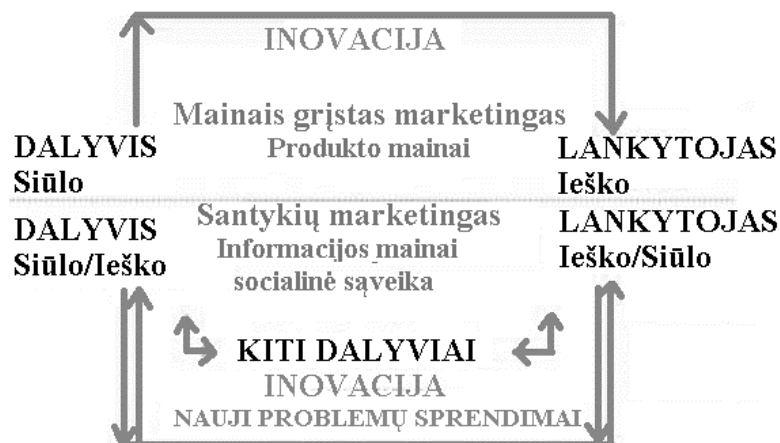 INOVACIJA
Mainais grįstas marketingas
Produkto mainai
DALYVIS
Siūlo
LANKYTOJAS
Ieško
Santykių marketingas
Informacijos mainai
socialinė sąveika
DALYVIS
Siūlo/Ieško
LANKYTOJAS
Ieško/Siūlo
KITI DALYVIAI
INOVACIJA
NAUJI PROBLEMŲ SPRENDIMAI